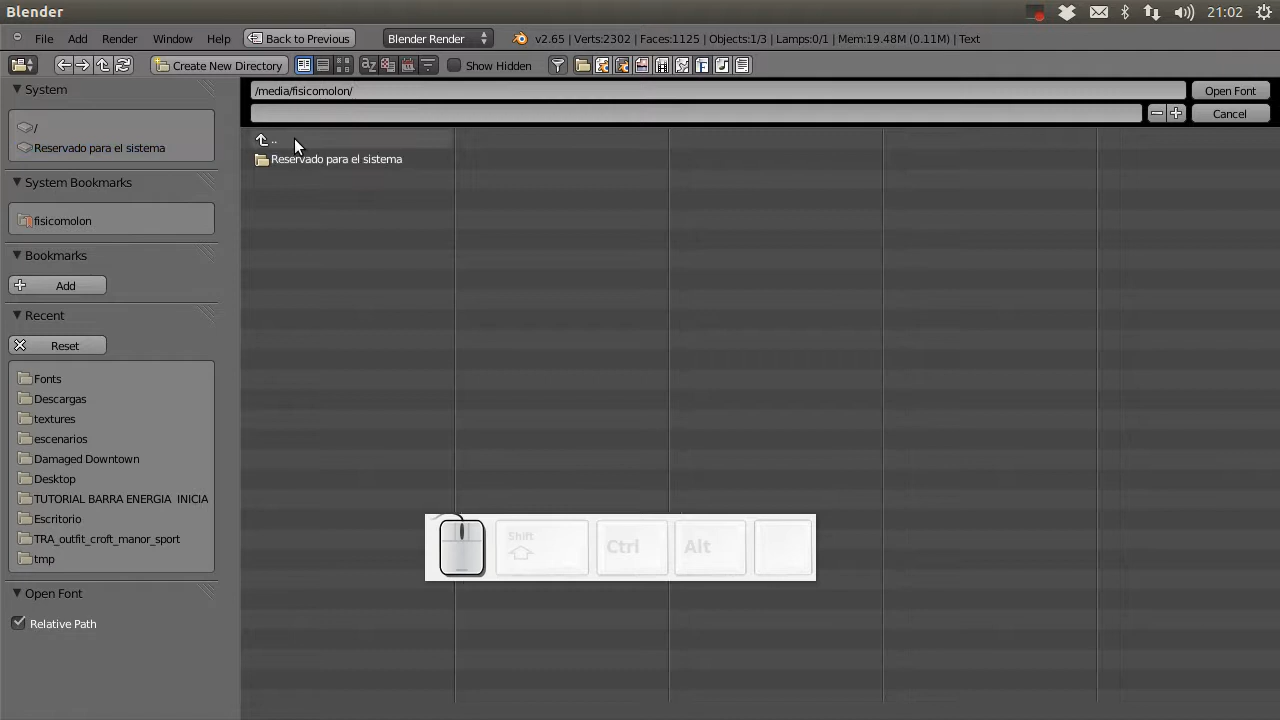 Blender
21:02
File Add Render Window Help Back to Previous Blender Render v2.65 | Verts:2302 | Faces:1125 | Objects:1/3 | Lamps:0/1 | Mem:19.48M (0.11M) | Text
Create New Directory Show Hidden
System
/
Reservado para el sistema
System Bookmarks
fisicomolon
Bookmarks
Add
Recent
Reset
Fonts
Descargas
textures
escenarios
Damaged Downtown
Desktop
TUTORIAL BARRA ENERGIA INICIA
Escritorio
TRA_outfit_croft_manor_sport
tmp
Open Font
Relative Path
/media/fisicomolon/
Open Font
Cancel
..
Reservado para el sistema
Shift
Ctrl
Alt